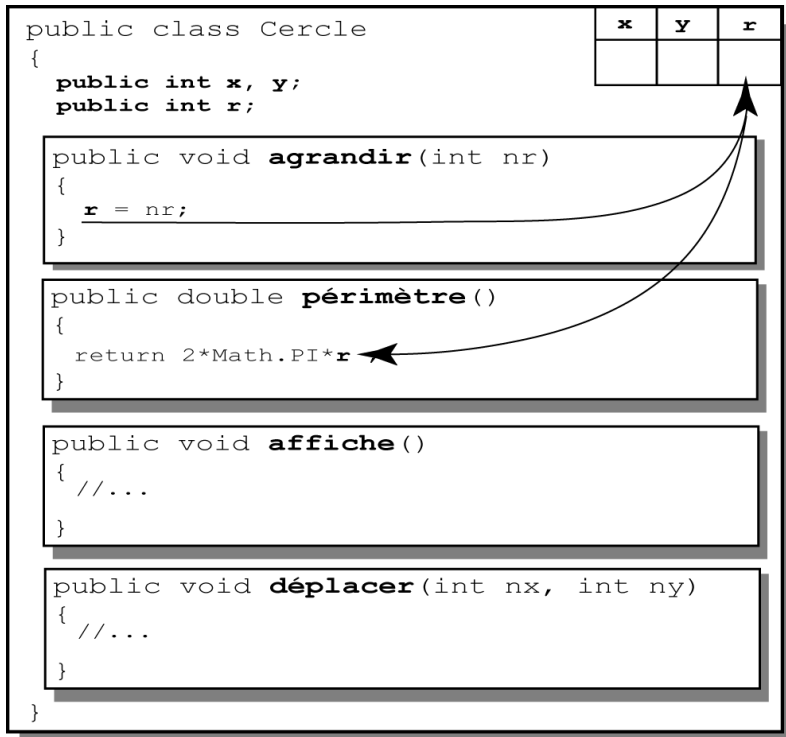 public class Cercle
x y r
{
public int x, y;
public int r;
public void agrandir(int nr)
{
r = nr;
}
public double périmètre()
{
return 2*Math.PI*r
}
public void affiche()
{
//...
}
public void déplacer(int nx, int ny)
{
//...
}
}